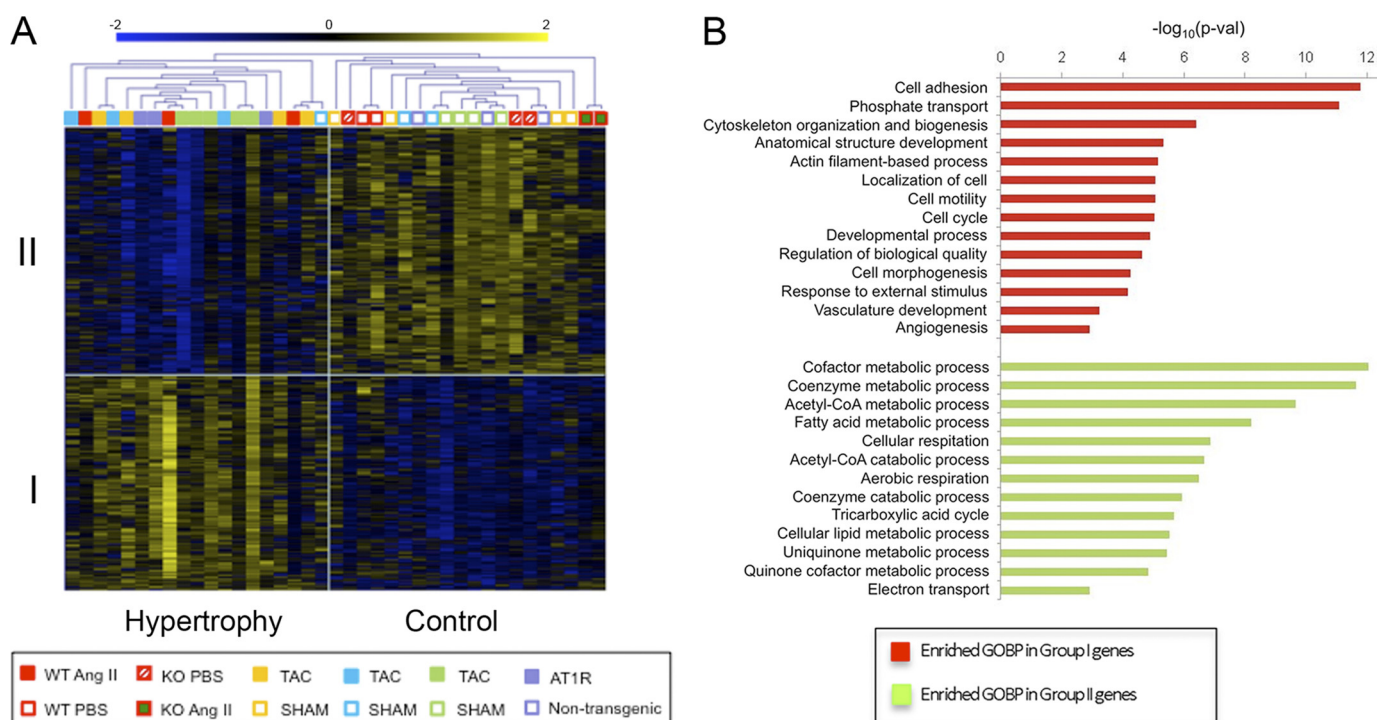 A
-2 0 2
II
I
Hypertrophy Control
WT Ang II KO PBS TAC TAC TAC AT1R
WT PBS KO Ang II SHAM SHAM SHAM Non-transgenic
B
-log10(p-val)
0 2 4 6 8 10 12
Cell adhesion
Phosphate transport
Cytoskeleton organization and biogenesis
Anatomical structure development
Actin filament-based process
Localization of cell
Cell motility
Cell cycle
Developmental process
Regulation of biological quality
Cell morphogenesis
Response to external stimulus
Vasculature development
Angiogenesis
Cofactor metabolic process
Coenzyme metabolic process
Acetyl-CoA metabolic process
Fatty acid metabolic process
Cellular respitation
Acetyl-CoA catabolic process
Aerobic respiration
Coenzyme catabolic process
Tricarboxylic acid cycle
Cellular lipid metabolic process
Uniquinone metabolic process
Quinone cofactor metabolic process
Electron transport
Enriched GOBP in Group I genes
Enriched GOBP in Group II genes